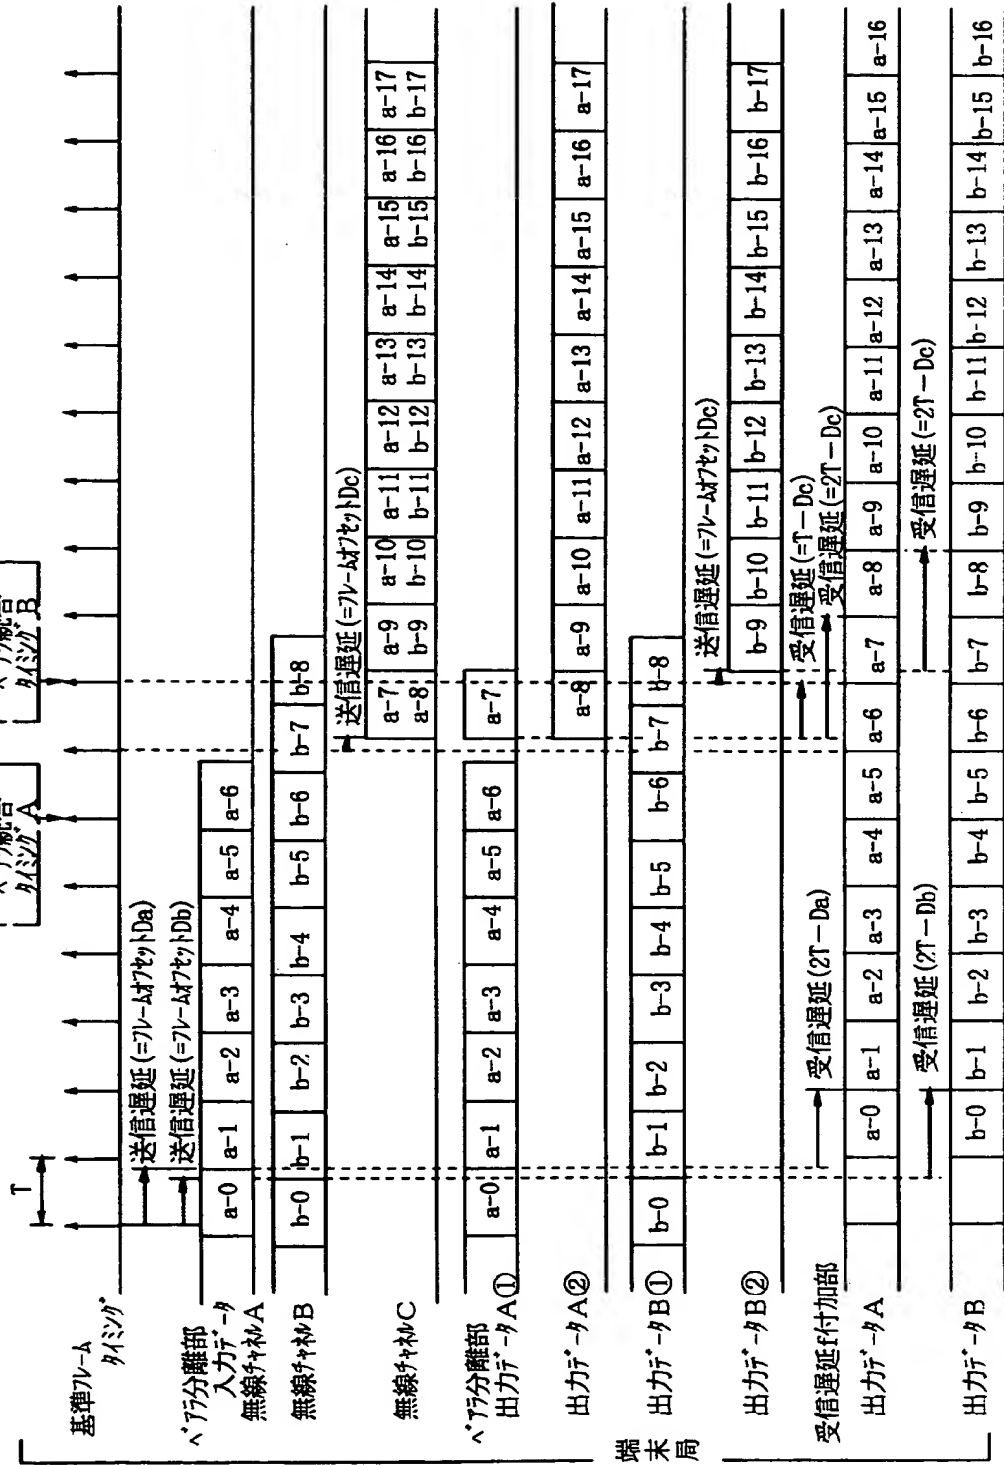 ベアラ統合
タイミング A
ベアラ統合
タイミング B
基準フレーム
タイミング
T
送信遅延(=フレームオフセットDa)
送信遅延(=フレームオフセットDb)
ベアラ分離部
入力データ
無線チャネルA
a-0 a-1 a-2 a-3 a-4 a-5 a-6
無線チャネルB
b-0 b-1 b-2 b-3 b-4 b-5 b-6 b-7 b-8
送信遅延(=フレームオフセットDc)
無線チャネルC
a-7 a-9 a-10 a-11 a-12 a-13 a-14 a-15 a-16 a-17
a-8 b-9 b-10 b-11 b-12 b-13 b-14 b-15 b-16 b-17
ベアラ分離部
出力データA①
a-0 a-1 a-2 a-3 a-4 a-5 a-6 a-7
出力データA②
a-8 a-9 a-10 a-11 a-12 a-13 a-14 a-15 a-16 a-17
出力データB①
b-0 b-1 b-2 b-3 b-4 b-5 b-6 b-7 b-8
送信遅延(=フレームオフセットDc)
出力データB②
b-9 b-10 b-11 b-12 b-13 b-14 b-15 b-16 b-17
受信遅延f付加部
受信遅延(2T-Da)
受信遅延(=T-Dc)
受信遅延(=2T-Dc)
出力データA
a-0 a-1 a-2 a-3 a-4 a-5 a-6 a-7 a-8 a-9 a-10 a-11 a-12 a-13 a-14 a-15 a-16
受信遅延(2T-Db)
受信遅延(=2T-Dc)
出力データB
b-0 b-1 b-2 b-3 b-4 b-5 b-6 b-7 b-8 b-9 b-10 b-11 b-12 b-13 b-14 b-15 b-16
端末局